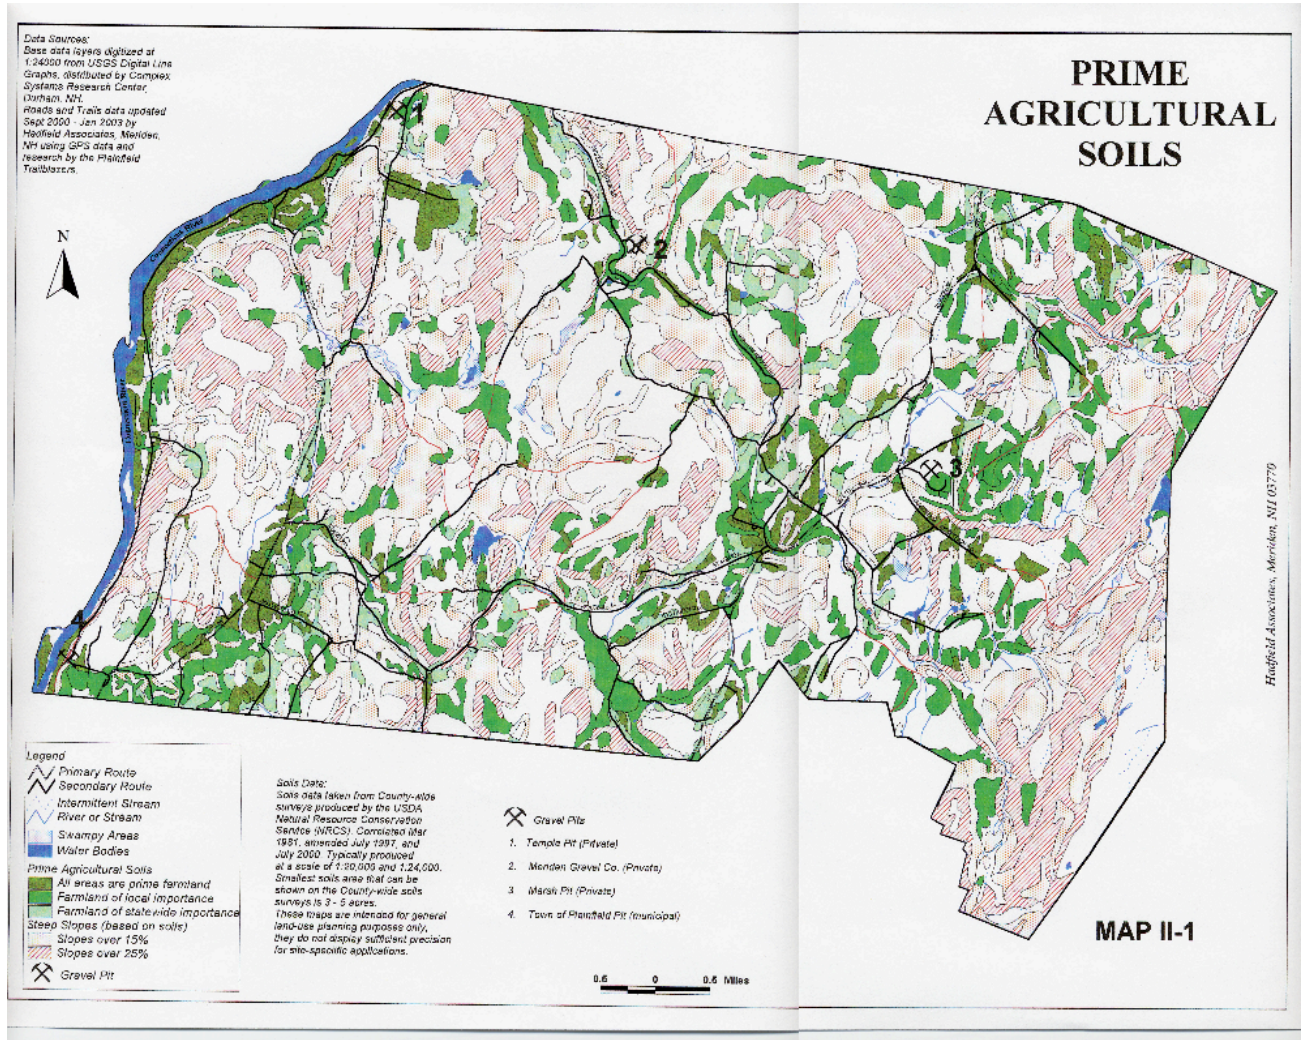 Data Sources:
Base data layers digitized at
1:24000 from USGS Digital Line
Graphs, distributed by Complex
Systems Research Center,
Durham, NH.
Roads and Trails data updated
Sept 2000 - Jan 2003 by
Hadfield Associates, Meriden,
NH using GPS data and
research by the Plainfield
Trailblazers.
PRIME
AGRICULTURAL
SOILS
N
1
2
3
4
Connecticut River
Connecticut River
Hadfield Associates, Meriden, NH 03770
Legend
Primary Route
Secondary Route
Intermittent Stream
River or Stream
Swampy Areas
Water Bodies
Prime Agricultural Soils
All areas are prime farmland
Farmland of local importance
Farmland of statewide importance
Steep Slopes (based on soils)
Slopes over 15%
Slopes over 25%
Gravel Pit
Soils Data:
Soils data taken from County-wide
surveys produced by the USDA
Natural Resource Conservation
Service (NRCS). Correlated Mar
1981, amended July 1997, and
July 2000. Typically produced
at a scale of 1:20,000 and 1:24,000.
Smallest soils area that can be
shown on the County-wide soils
surveys is 3 - 5 acres.
These maps are intended for general
land-use planning purposes only,
they do not display sufficient precision
for site-specific applications.
Gravel Pits
1. Temple Pit (Private)
2. Meriden Gravel Co. (Private)
3 Marsh Pit (Private)
4. Town of Plainfield Pit (municipal)
0.5 0 0.5 Miles
MAP II-1